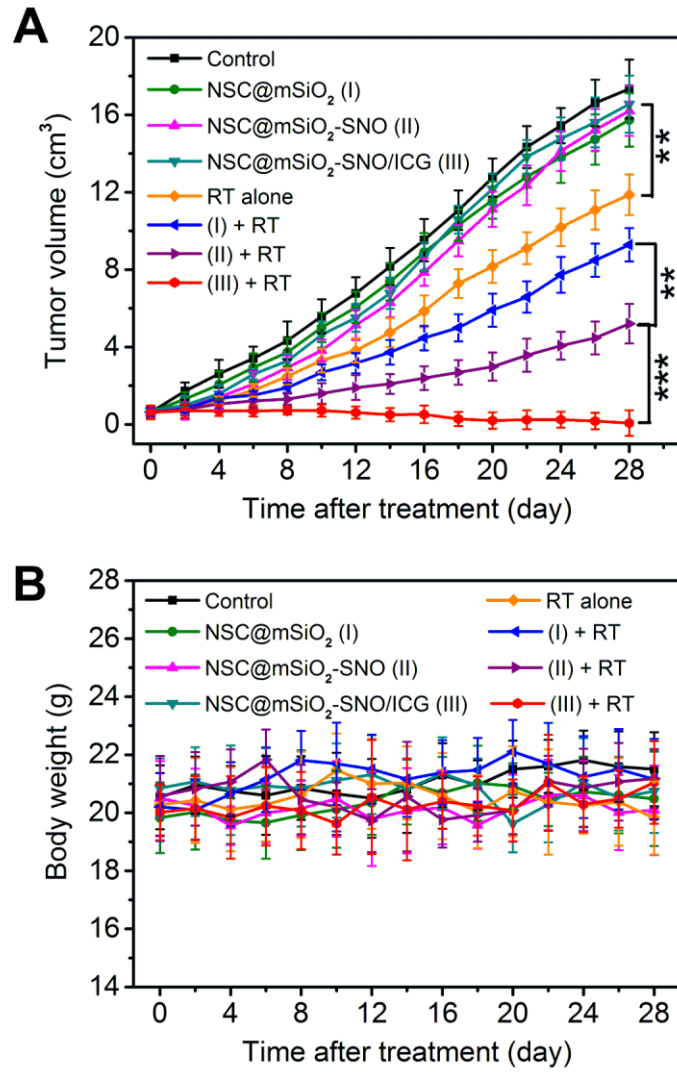 A
20
16
12
8
4
0
Tumor volume (cm³)
Control
NSC@mSiO₂ (I)
NSC@mSiO₂-SNO (II)
NSC@mSiO₂-SNO/ICG (III)
RT alone
(I) + RT
(II) + RT
(III) + RT
**
**
***
0 4 8 12 16 20 24 28
Time after treatment (day)
B
28
26
24
22
20
18
16
14
Body weight (g)
Control RT alone
NSC@mSiO₂ (I) (I) + RT
NSC@mSiO₂-SNO (II) (II) + RT
NSC@mSiO₂-SNO/ICG (III) (III) + RT
0 4 8 12 16 20 24 28
Time after treatment (day)